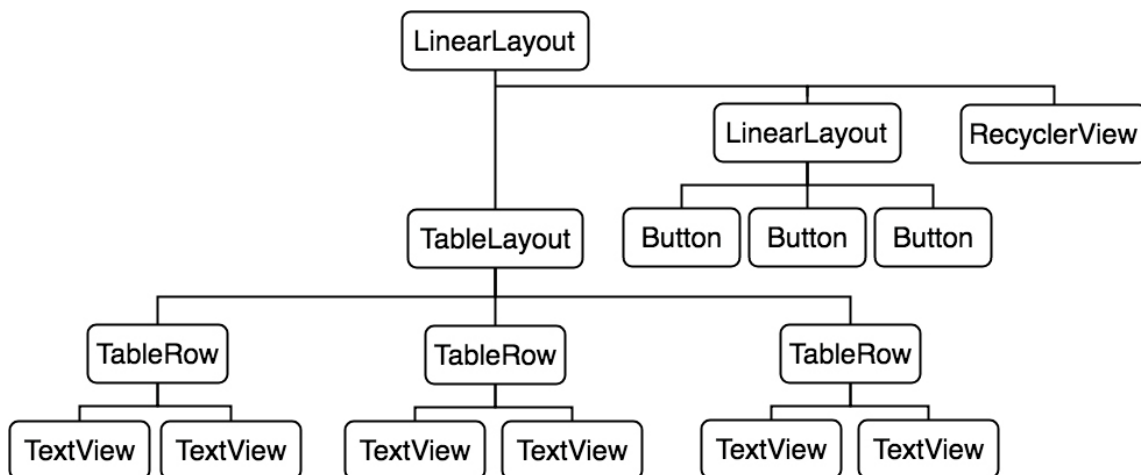 LinearLayout
LinearLayout
RecyclerView
TableLayout
Button
Button
Button
TableRow
TableRow
TableRow
TextView
TextView
TextView
TextView
TextView
TextView